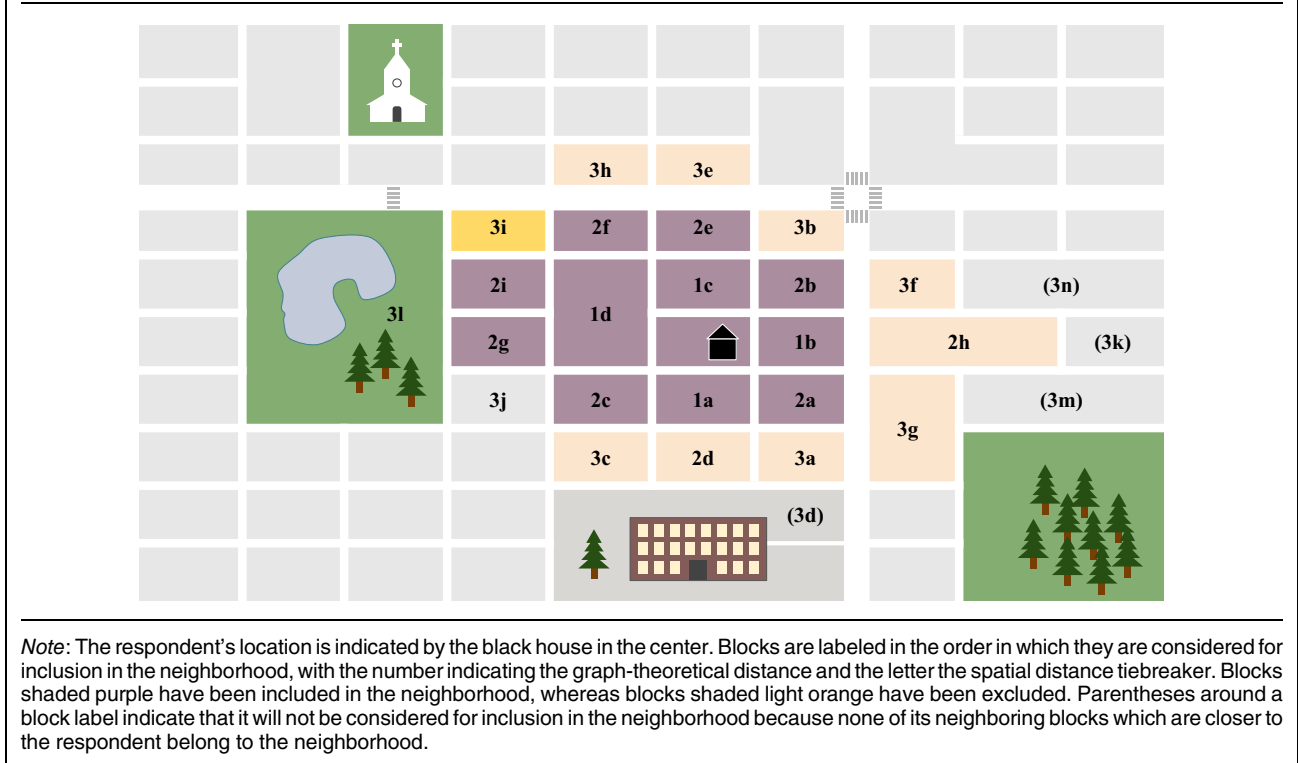 3h 3e
3i 2f 2e 3b
2i 1d 1c 2b 3f (3n)
3l
2g 1b 2h (3k)
3j 2c 1a 2a (3m)
3g
3c 2d 3a
(3d)
Note: The respondent's location is indicated by the black house in the center. Blocks are labeled in the order in which they are considered for
inclusion in the neighborhood, with the number indicating the graph-theoretical distance and the letter the spatial distance tiebreaker. Blocks
shaded purple have been included in the neighborhood, whereas blocks shaded light orange have been excluded. Parentheses around a
block label indicate that it will not be considered for inclusion in the neighborhood because none of its neighboring blocks which are closer to
the respondent belong to the neighborhood.